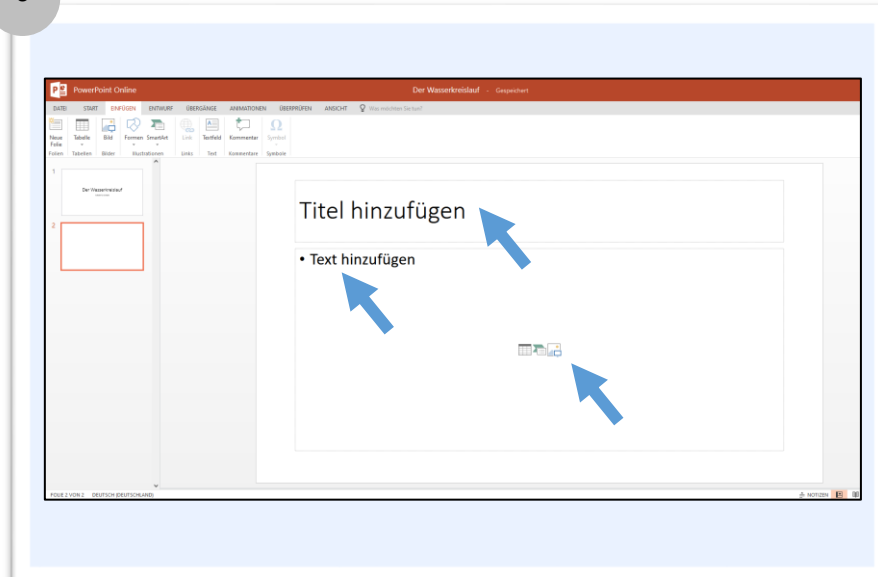 PowerPoint Online
Der Wasserkreislauf - Gespeichert
DATEI START EINFÜGEN ENTWURF ÜBERGÄNGE ANIMATIONEN ÜBERPRÜFEN ANSICHT Was möchten Sie tun?
Neue Folie Tabelle Bild Formen SmartArt Link Textfeld Kommentar Symbol
Folien Tabellen Bilder Illustrationen Links Text Kommentare Symbole
1
Der Wasserkreislauf
2
Titel hinzufügen
• Text hinzufügen
FOLIE 2 VON 2 DEUTSCH (DEUTSCHLAND) NOTIZEN